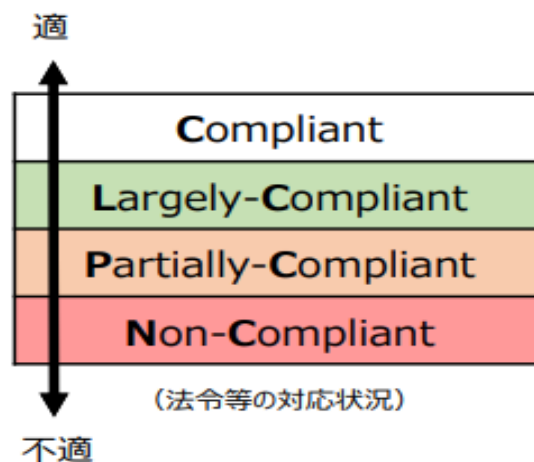 適
Compliant
Largely-Compliant
Partially-Compliant
Non-Compliant
(法令等の対応状況)
不適